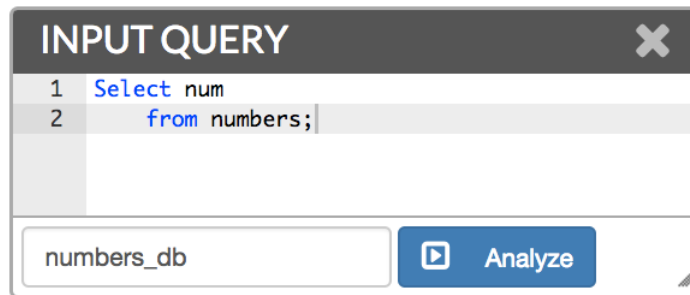 INPUT QUERY
1 Select num
2 from numbers;
numbers_db
Analyze